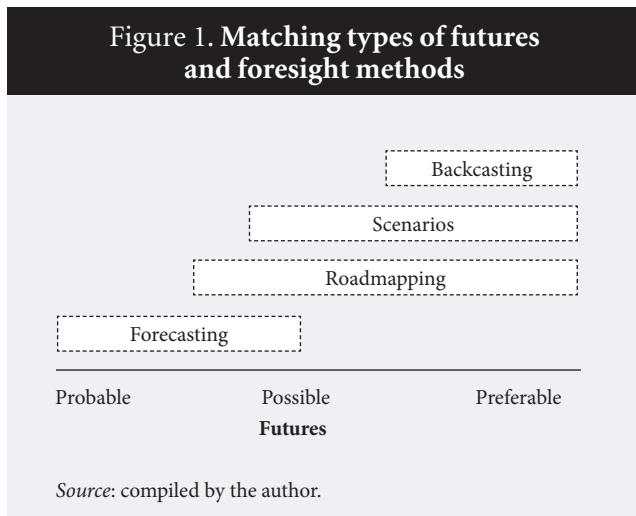 Figure 1. Matching types of futures
and foresight methods
Backcasting
Scenarios
Roadmapping
Forecasting
Probable Possible Preferable
Futures
Source: compiled by the author.